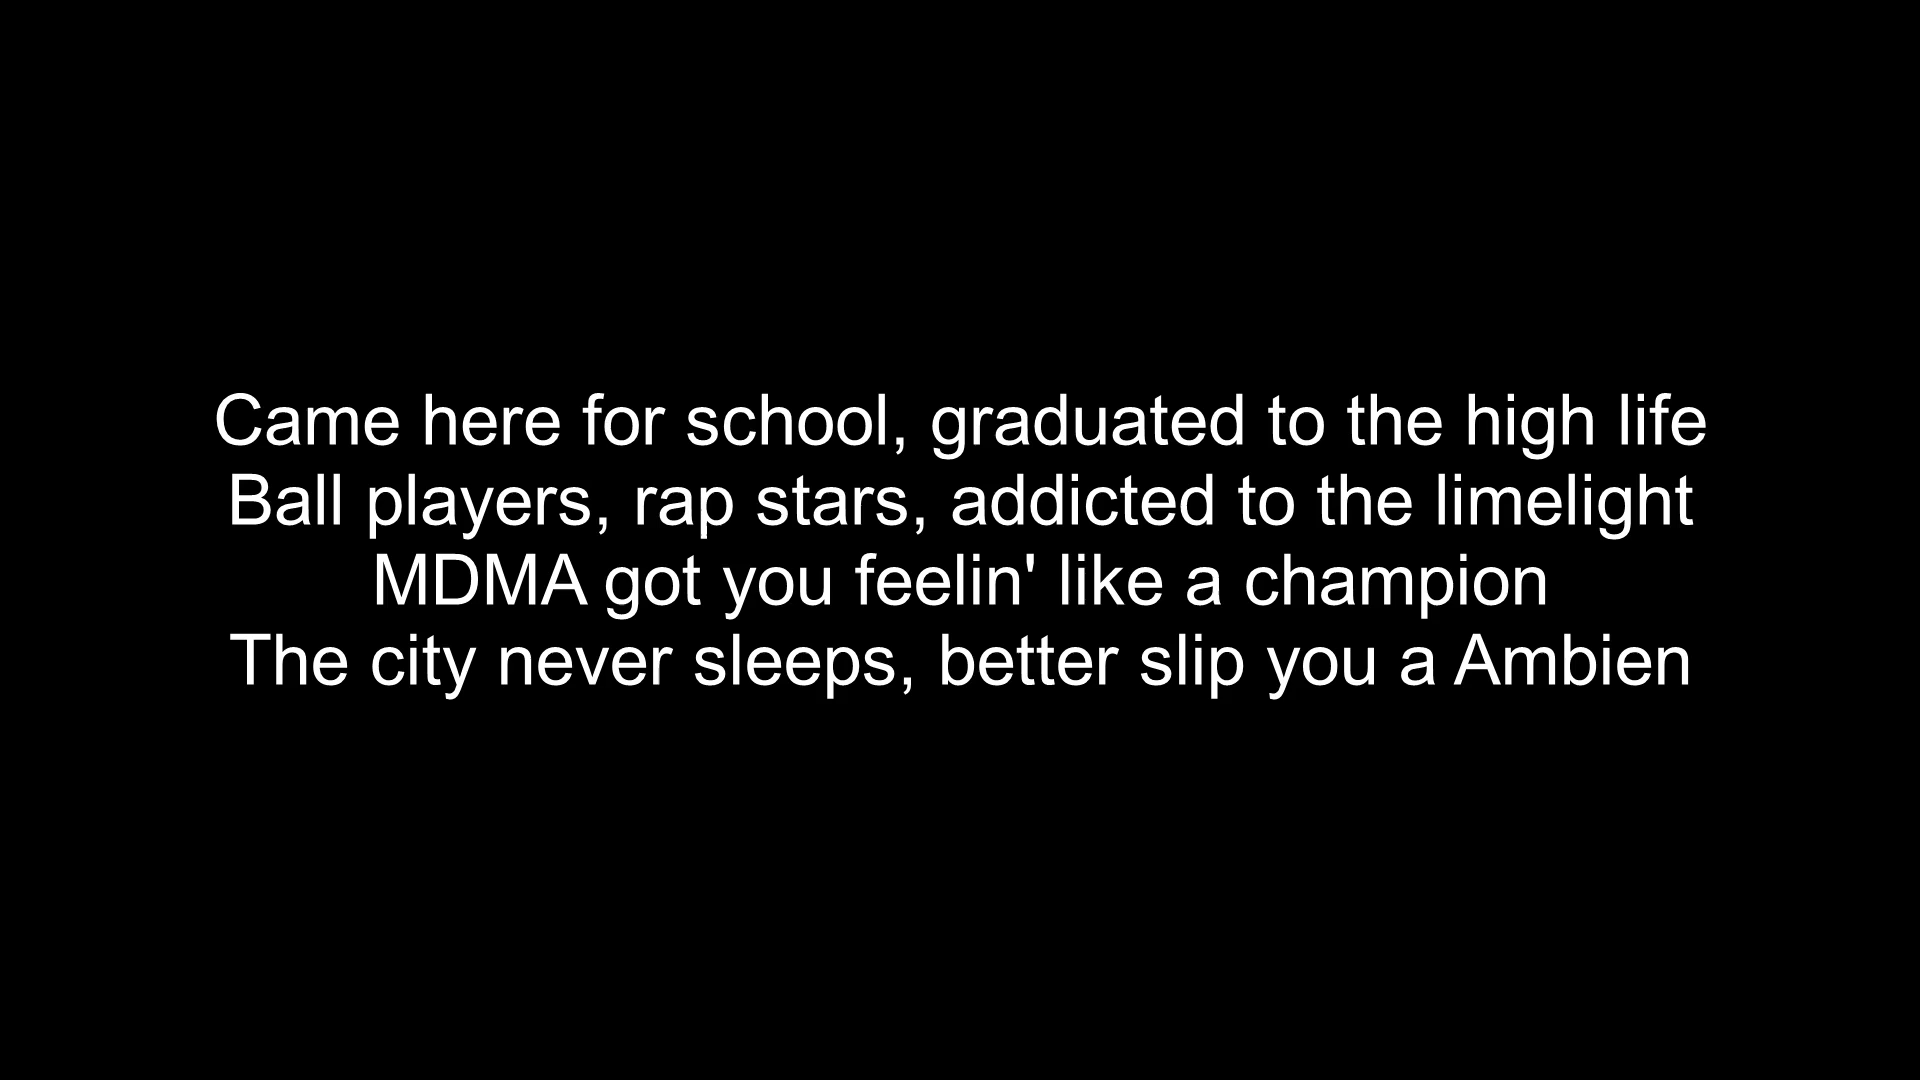 Came here for school, graduated to the high life
Ball players, rap stars, addicted to the limelight
MDMA got you feelin' like a champion
The city never sleeps, better slip you a Ambien